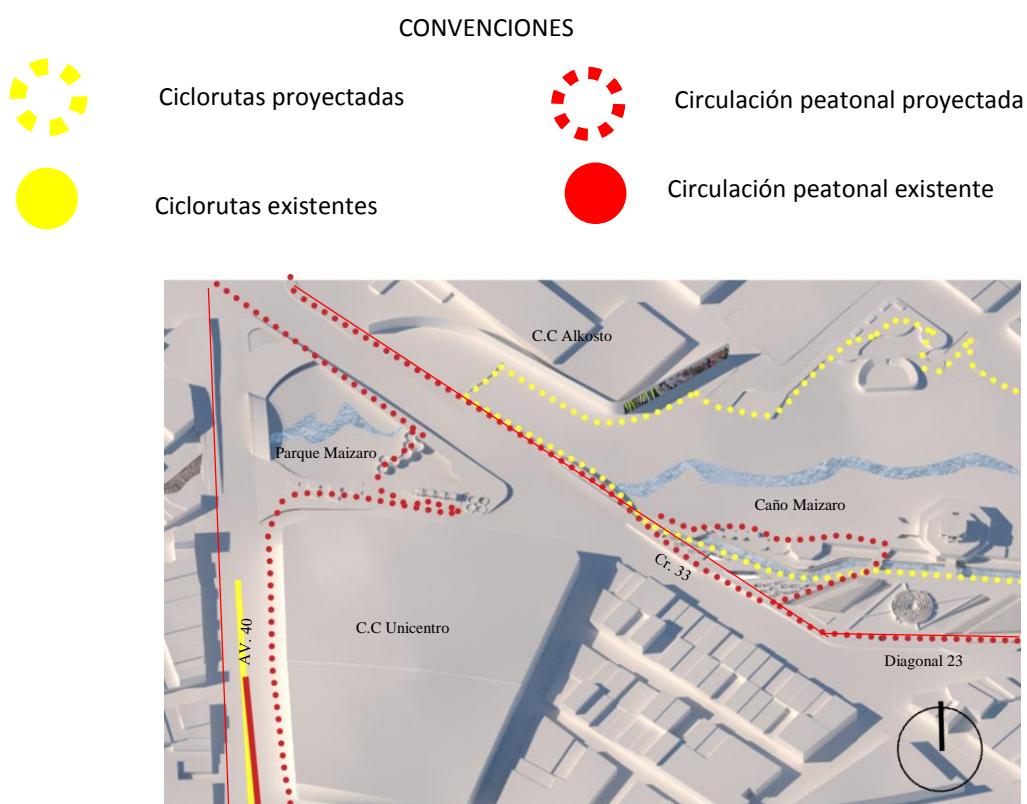 CONVENCIONES
Ciclorutas proyectadas
Circulación peatonal proyectada
Ciclorutas existentes
Circulación peatonal existente
C.C Alkosto
Parque Maizaro
Caño Maizaro
Cr. 33
C.C Unicentro
AV. 40
Diagonal 23